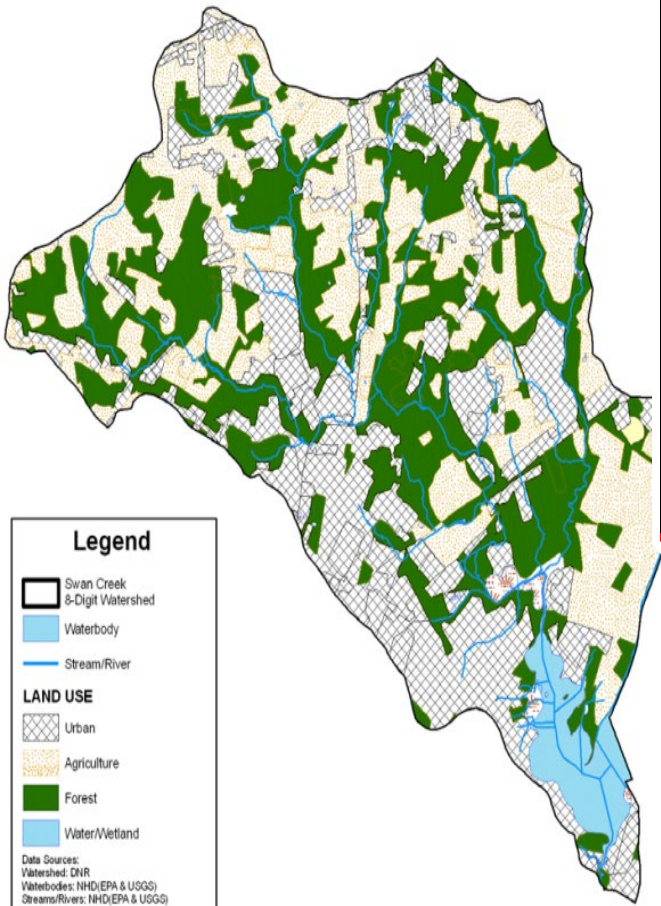 Legend
Swan Creek
8-Digit Watershed
Waterbody
Stream/River
LAND USE
Urban
Agriculture
Forest
Water/Wetland
Data Sources:
Watershed: DNR
Waterbodies: NHD(EPA & USGS)
Streams/Rivers: NHD(EPA & USGS)